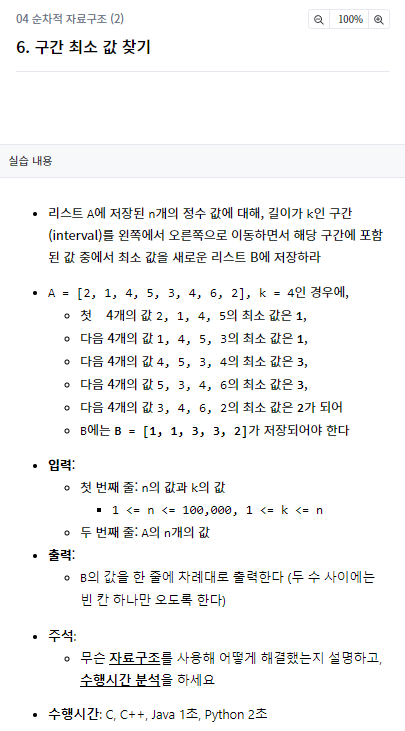 04 순차적 자료구조 (2)
100%
6. 구간 최소 값 찾기
실습 내용
리스트 A에 저장된 n개의 정수 값에 대해, 길이가 k인 구간
(interval)를 왼쪽에서 오른쪽으로 이동하면서 해당 구간에 포함
된 값 중에서 최소 값을 새로운 리스트 B에 저장하라
A = [2, 1, 4, 5, 3, 4, 6, 2], k = 4인 경우에,
첫 4개의 값 2, 1, 4, 5의 최소 값은 1,
다음 4개의 값 1, 4, 5, 3의 최소 값은 1,
다음 4개의 값 4, 5, 3, 4의 최소 값은 3,
다음 4개의 값 5, 3, 4, 6의 최소 값은 3,
다음 4개의 값 3, 4, 6, 2의 최소 값은 2가 되어
B에는 B = [1, 1, 3, 3, 2]가 저장되어야 한다
입력:
첫 번째 줄: n의 값과 k의 값
1 <= n <= 100,000, 1 <= k <= n
두 번째 줄: A의 n개의 값
출력:
B의 값을 한 줄에 차례대로 출력한다 (두 수 사이에는
빈 칸 하나만 오도록 한다)
주석:
무슨 자료구조를 사용해 어떻게 해결했는지 설명하고,
수행시간 분석을 하세요
수행시간: C, C++, Java 1초, Python 2초